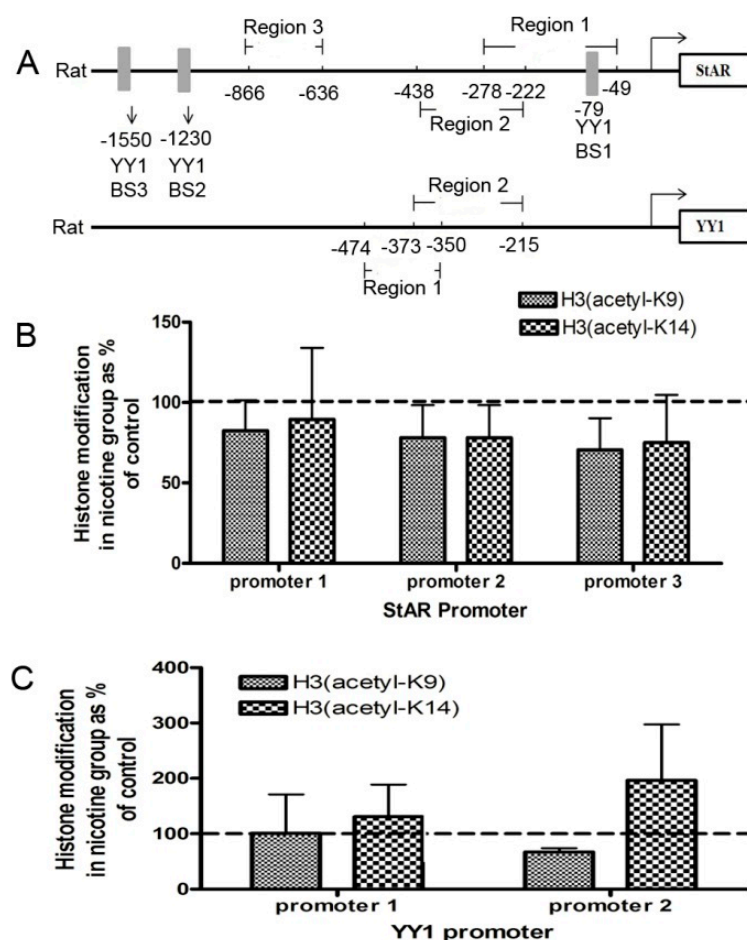 A
Region 3
Region 1
Rat
StAR
-866
-636
-438
-278
-222
-49
-79
YY1
BS1
-1550
YY1
BS3
-1230
YY1
BS2
Region 2
Region 2
Rat
YY1
-474
-373
-350
-215
Region 1
B
H3(acetyl-K9)
H3(acetyl-K14)
Histone modification
in nicotine group as %
of control
150
100
50
0
promoter 1
promoter 2
promoter 3
StAR Promoter
C
H3(acetyl-K9)
H3(acetyl-K14)
Histone modification
in nicotine group as %
of control
400
300
200
100
0
promoter 1
promoter 2
YY1 promoter